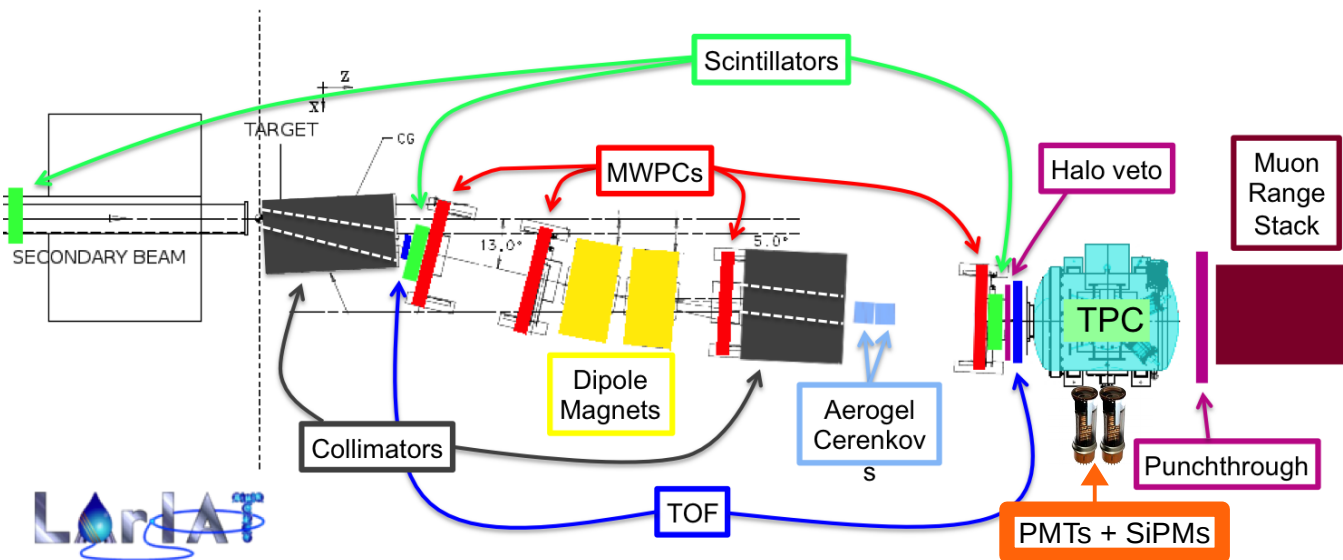 Scintillators
Z
X
TARGET
CG
MWPCs
Halo veto
Muon
Range
Stack
SECONDARY BEAM
13.0°
5.0°
TPC
Dipole
Magnets
Aerogel
Cerenkov
s
Collimators
Punchthrough
TOF
PMTs + SiPMs
LArIAT